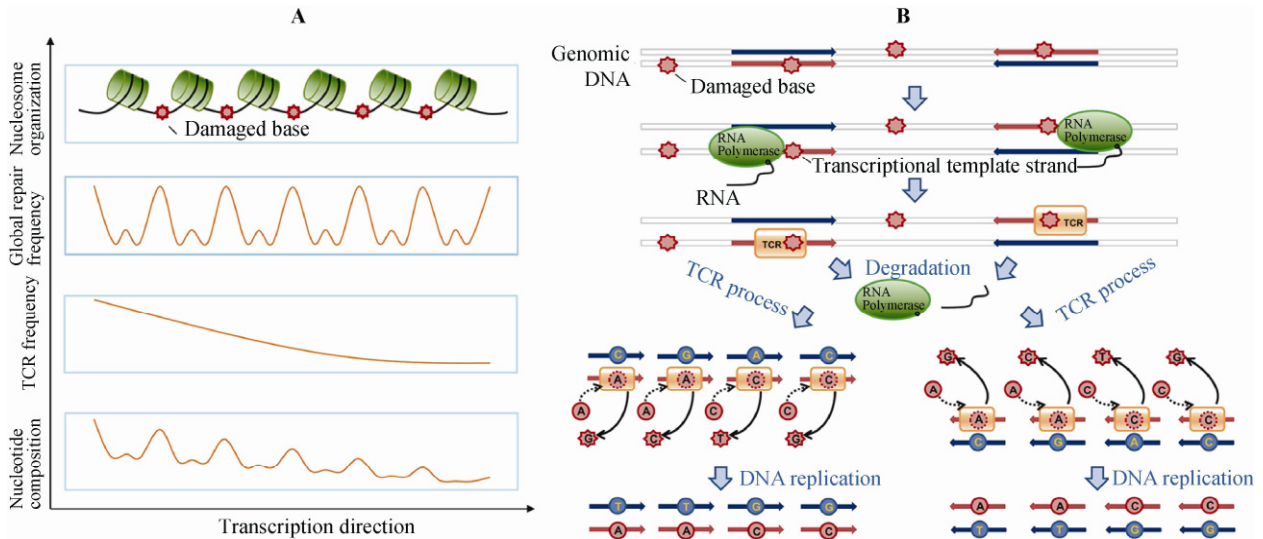 A
Nucleosome
organization
Damaged base
Global repair
frequency
TCR frequency
Nucleotide
composition
Transcription direction
B
Genomic
DNA
Damaged base
RNA
Polymerase
RNA
Polymerase
Transcriptional template strand
RNA
TCR
TCR
Degradation
RNA
Polymerase
TCR process
TCR process
C G A C
A A C C
A A C C
G C T G
G C T G
A A C C
A A C C
C G A C
DNA replication
DNA replication
T T G G
A A C C
A A C C
T T G G